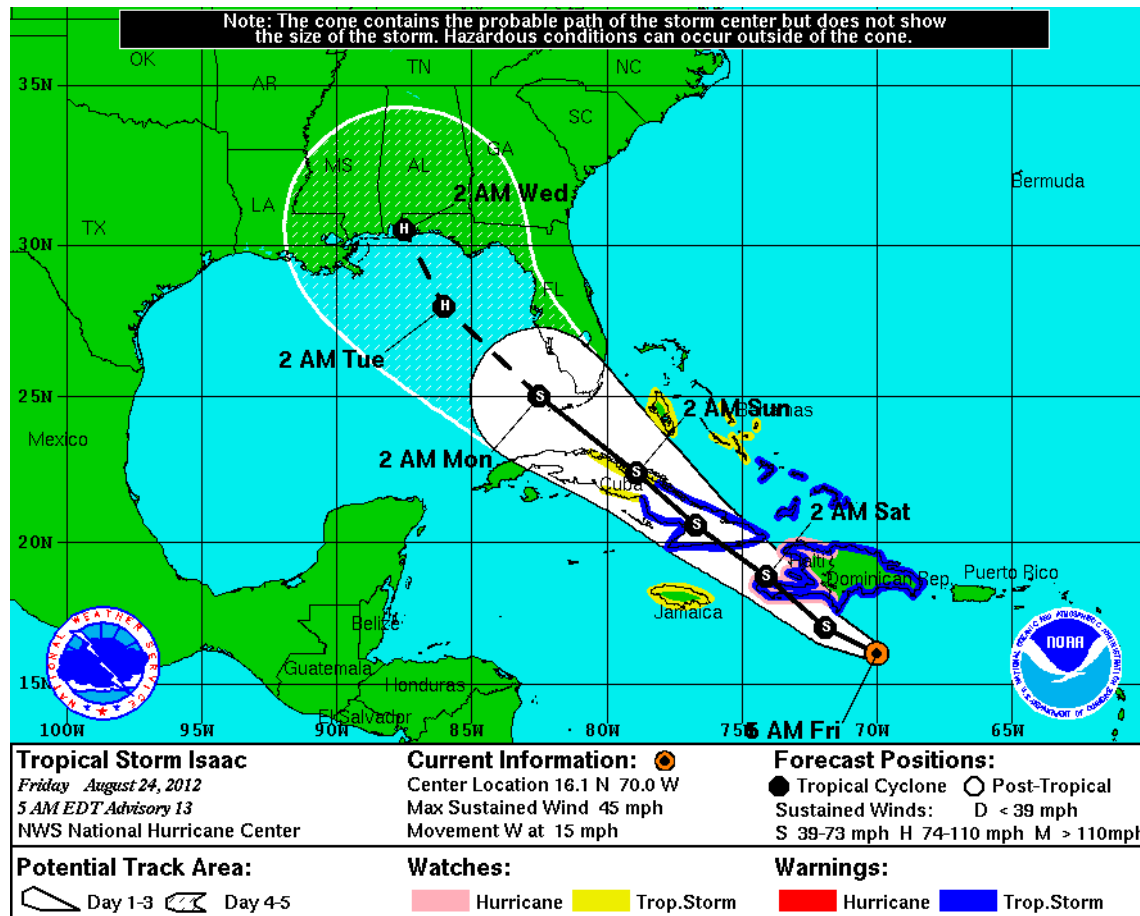 Note: The cone contains the probable path of the storm center but does not show
the size of the storm. Hazardous conditions can occur outside of the cone.
OK
TN
NC
35N
AR
SC
MS
AL
GA
2 AM Wed
Bermuda
LA
TX
30N
H
FL
H
2 AM Tue
25N
S
2 AM Sun
Bahamas
Mexico
2 AM Mon
S
Cuba
S
2 AM Sat
20N
Haiti
S
Dominican Rep.
Puerto Rico
Jamaica
Belize
S
NATIONAL WEATHER SERVICE
NOAA
Guatemala
15N
Honduras
El Salvador
5 AM Fri
100W
95W
90W
85W
80W
75W
70W
65W
Tropical Storm Isaac
Friday August 24, 2012
5 AM EDT Advisory 13
NWS National Hurricane Center
Current Information:
Center Location 16.1 N 70.0 W
Max Sustained Wind 45 mph
Movement W at 15 mph
Forecast Positions:
Tropical Cyclone Post-Tropical
Sustained Winds: D < 39 mph
S 39-73 mph H 74-110 mph M > 110mph
Potential Track Area:
Day 1-3 Day 4-5
Watches:
Hurricane Trop.Storm
Warnings:
Hurricane Trop.Storm